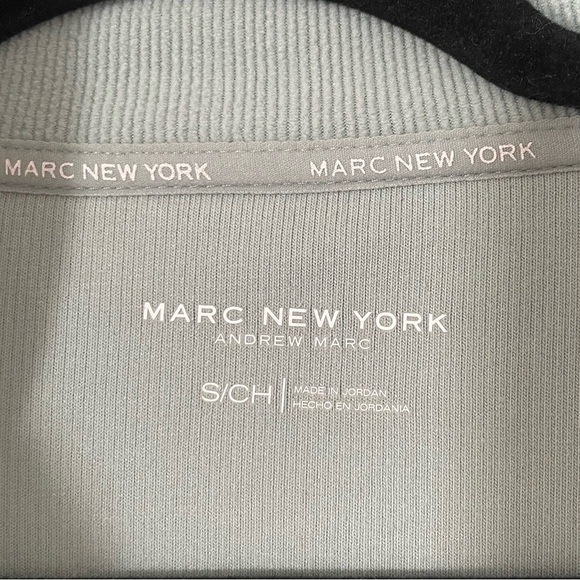 MARC NEW YORK MARC NEW YORK
MARC NEW YORK
ANDREW MARC
S/CH
MADE IN JORDAN
HECHO EN JORDANIA